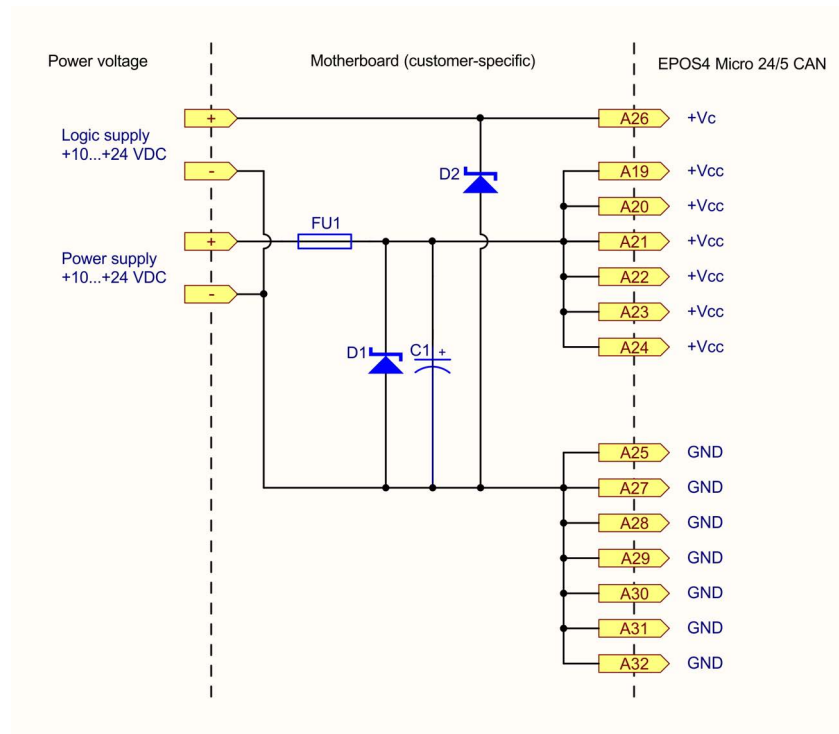 Power voltage
Motherboard (customer-specific)
EPOS4 Micro 24/5 CAN
+
A26
+Vc
Logic supply
+10...+24 VDC
-
D2
A19
+Vcc
A20
+Vcc
FU1
+
A21
+Vcc
Power supply
+10...+24 VDC
-
A22
+Vcc
A23
+Vcc
D1
C1
+
A24
+Vcc
A25
GND
A27
GND
A28
GND
A29
GND
A30
GND
A31
GND
A32
GND